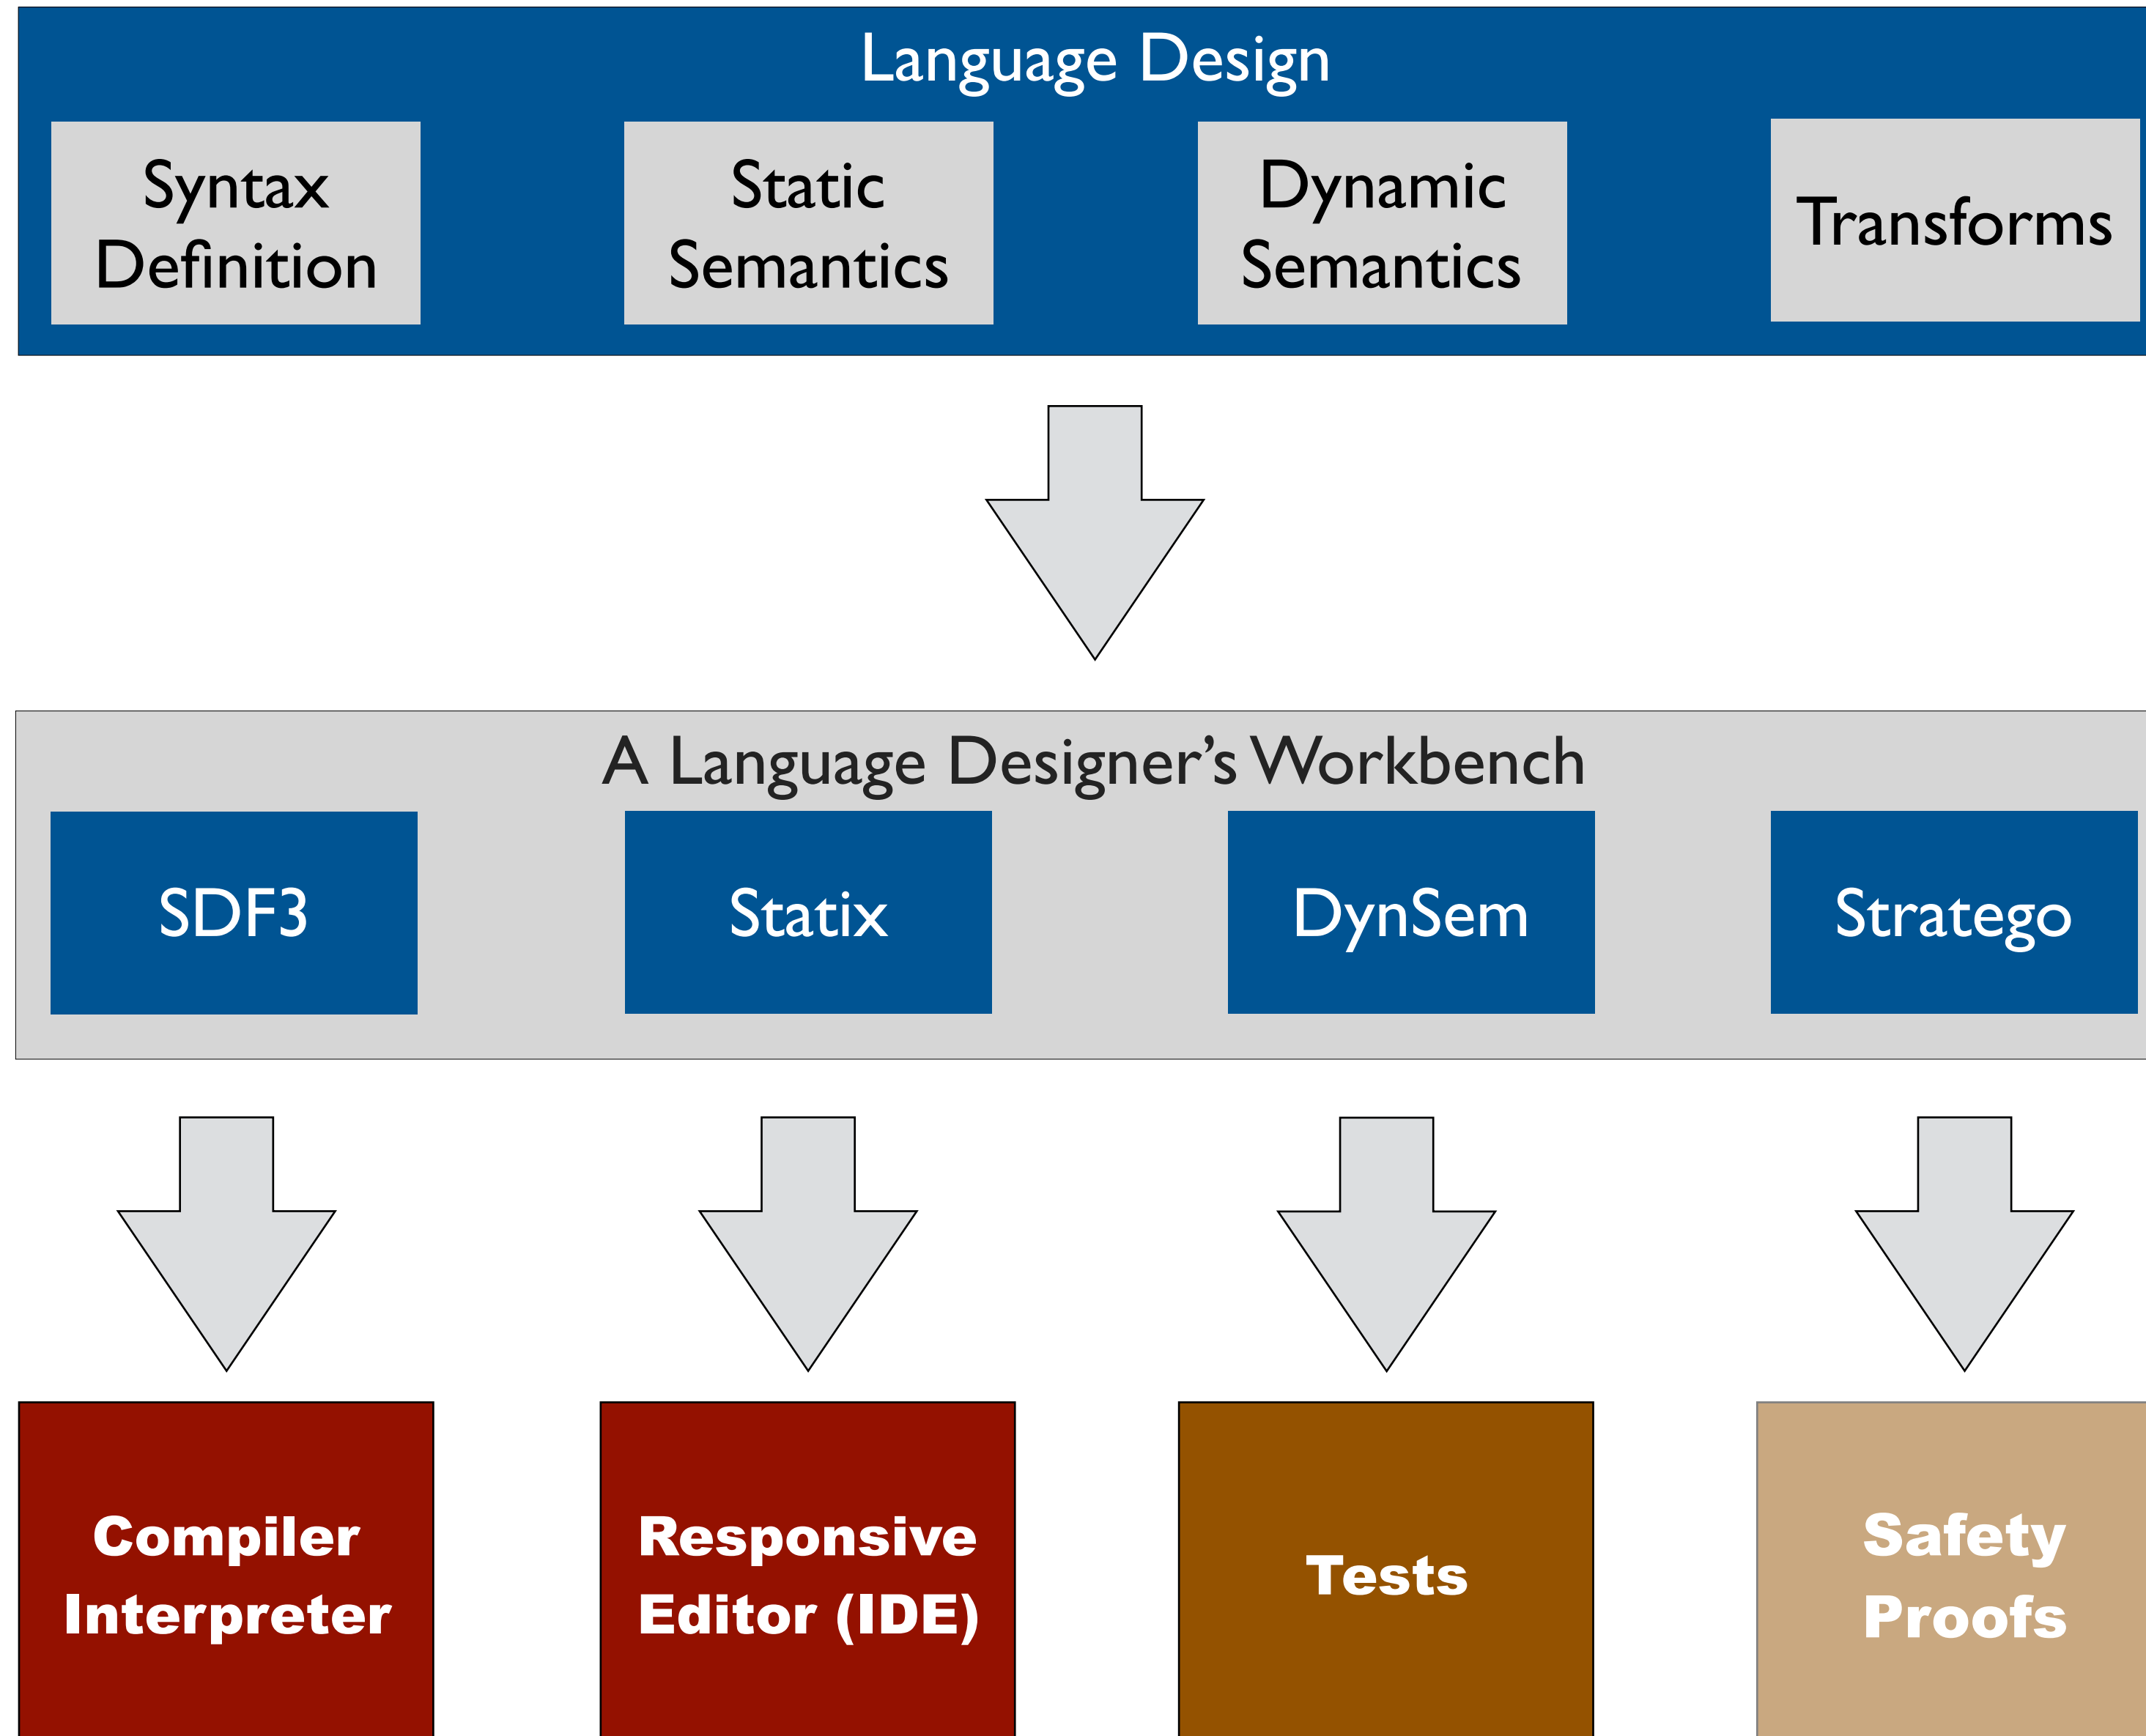 Language Design
Syntax
Definition
Static
Semantics
Dynamic
Semantics
Transforms
A Language Designer’s Workbench
SDF3
Statix
DynSem
Stratego
Compiler
Interpreter
Responsive
Editor (IDE)
Tests
Safety
Proofs